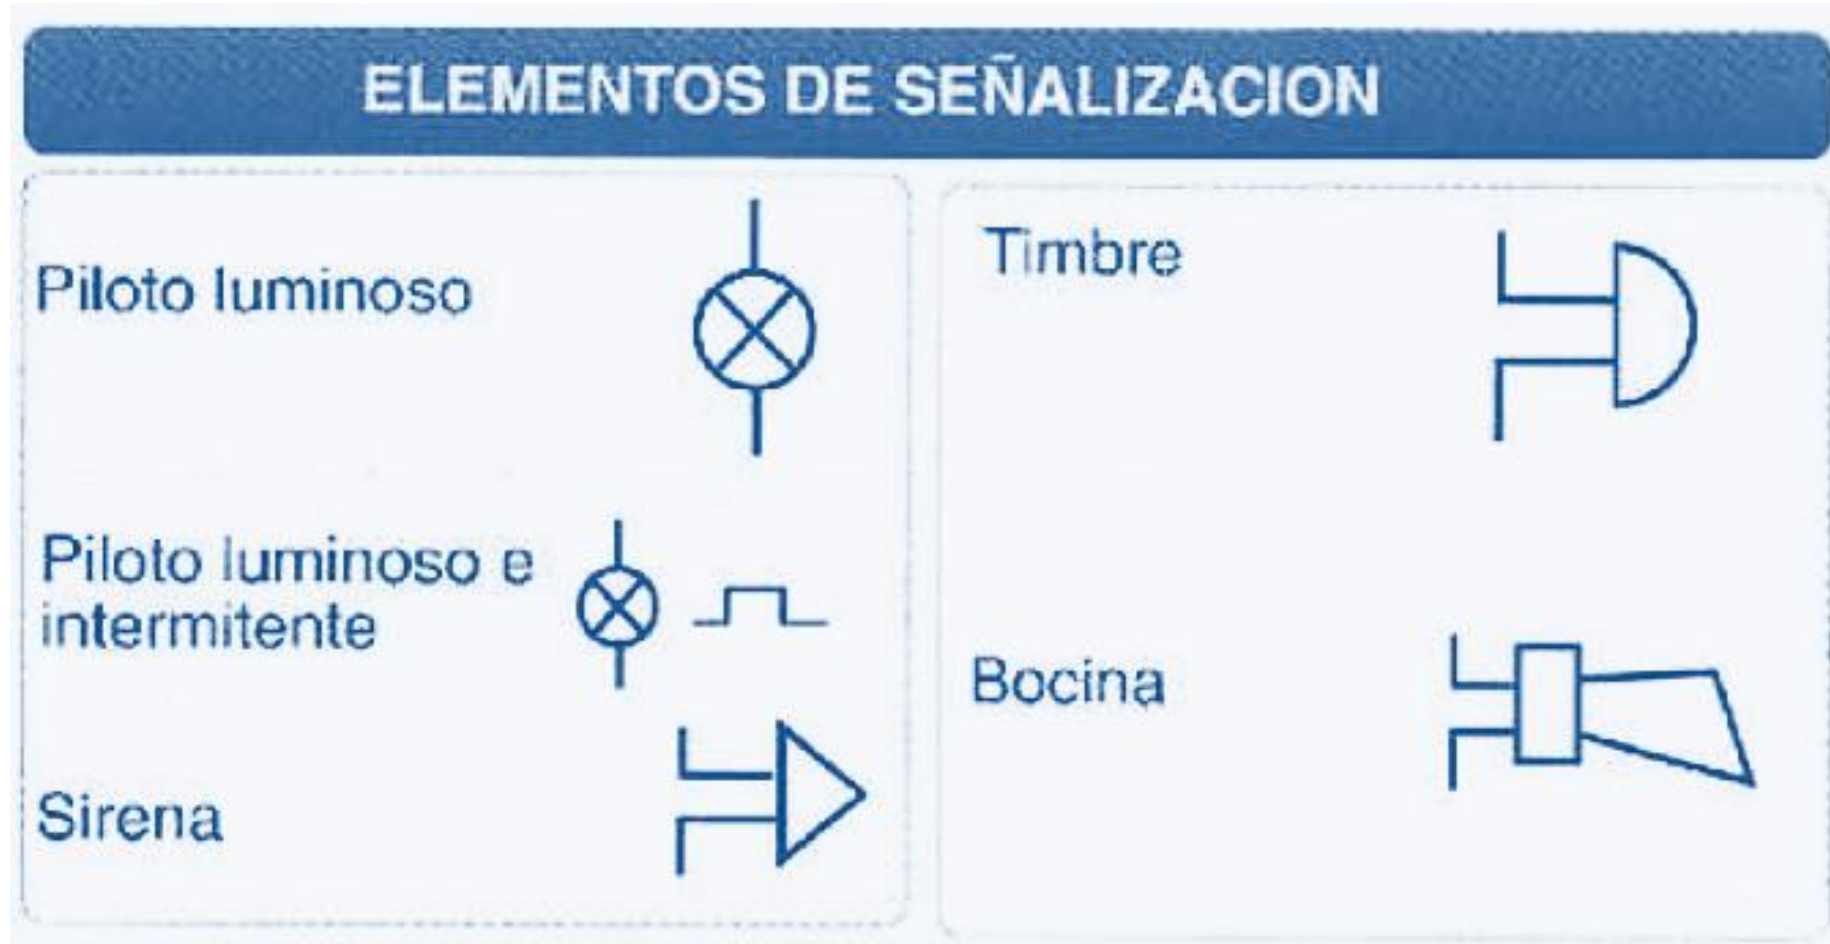 ELEMENTOS DE SEÑALIZACION
Piloto luminoso
Piloto luminoso e
intermitente
Sirena
Timbre
Bocina